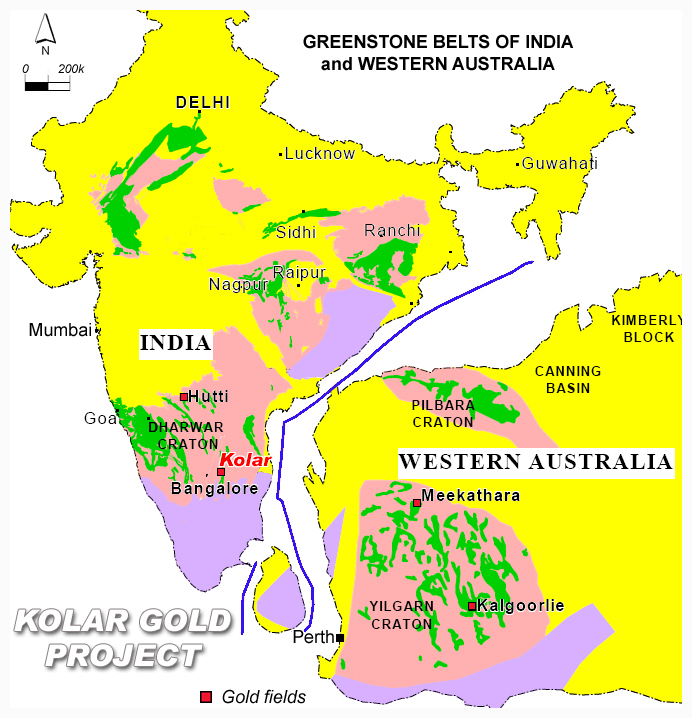 GREENSTONE BELTS OF INDIA
and WESTERN AUSTRALIA
N
0 200k
DELHI
Lucknow
Guwahati
Sidhi
Ranchi
Raipur
Nagpur
Mumbai
INDIA
KIMBERLY
BLOCK
CANNING
BASIN
Hutti
PILBARA
CRATON
Goa
DHARWAR
CRATON
Kolar
WESTERN AUSTRALIA
Bangalore
Meekathara
YILGARN
CRATON
Kalgoorlie
KOLAR GOLD
PROJECT
Perth
Gold fields